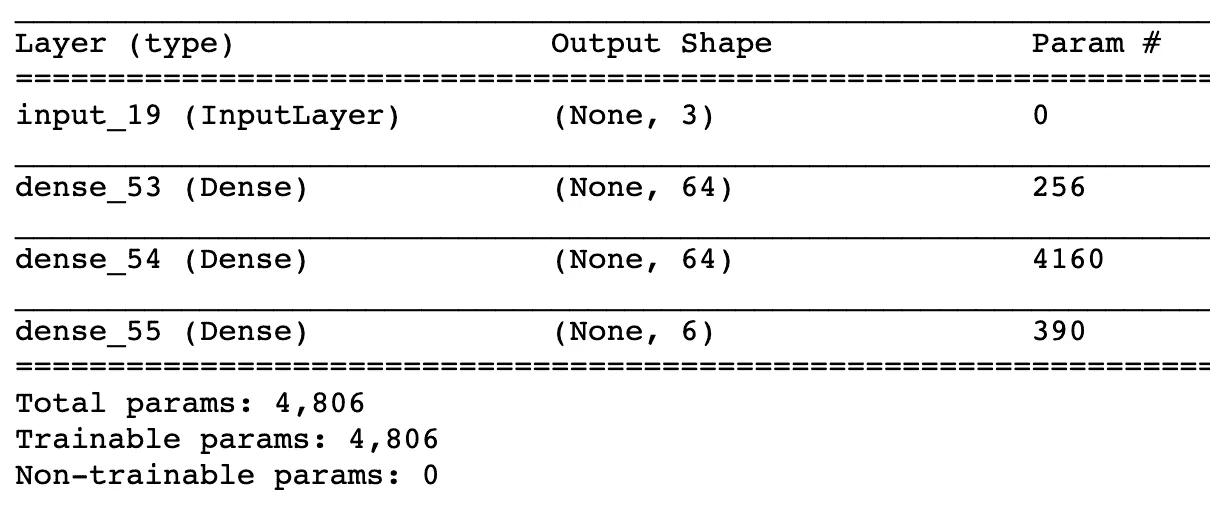 Layer (type) Output Shape Param #
input_19 (InputLayer) (None, 3) 0
dense_53 (Dense) (None, 64) 256
dense_54 (Dense) (None, 64) 4160
dense_55 (Dense) (None, 6) 390
Total params: 4,806
Trainable params: 4,806
Non-trainable params: 0